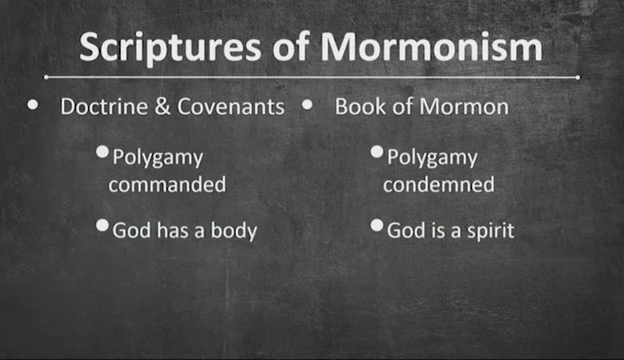 Scriptures of Mormonism
• Doctrine & Covenants
• Polygamy
commanded
• God has a body
• Book of Mormon
• Polygamy
condemned
• God is a spirit